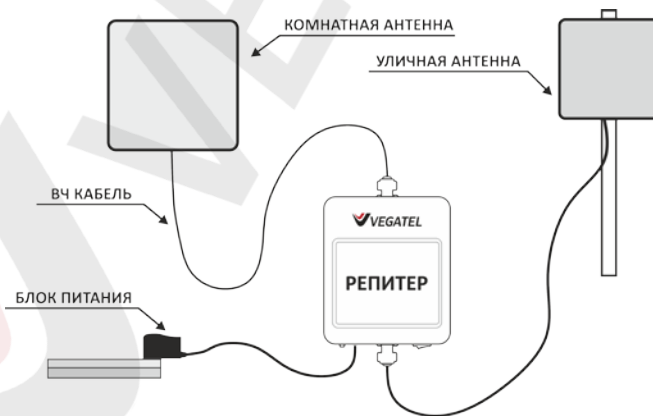 КОМНАТНАЯ АНТЕННА
УЛИЧНАЯ АНТЕННА
ВЧ КАБЕЛЬ
VEGATEL
РЕПИТЕР
БЛОК ПИТАНИЯ